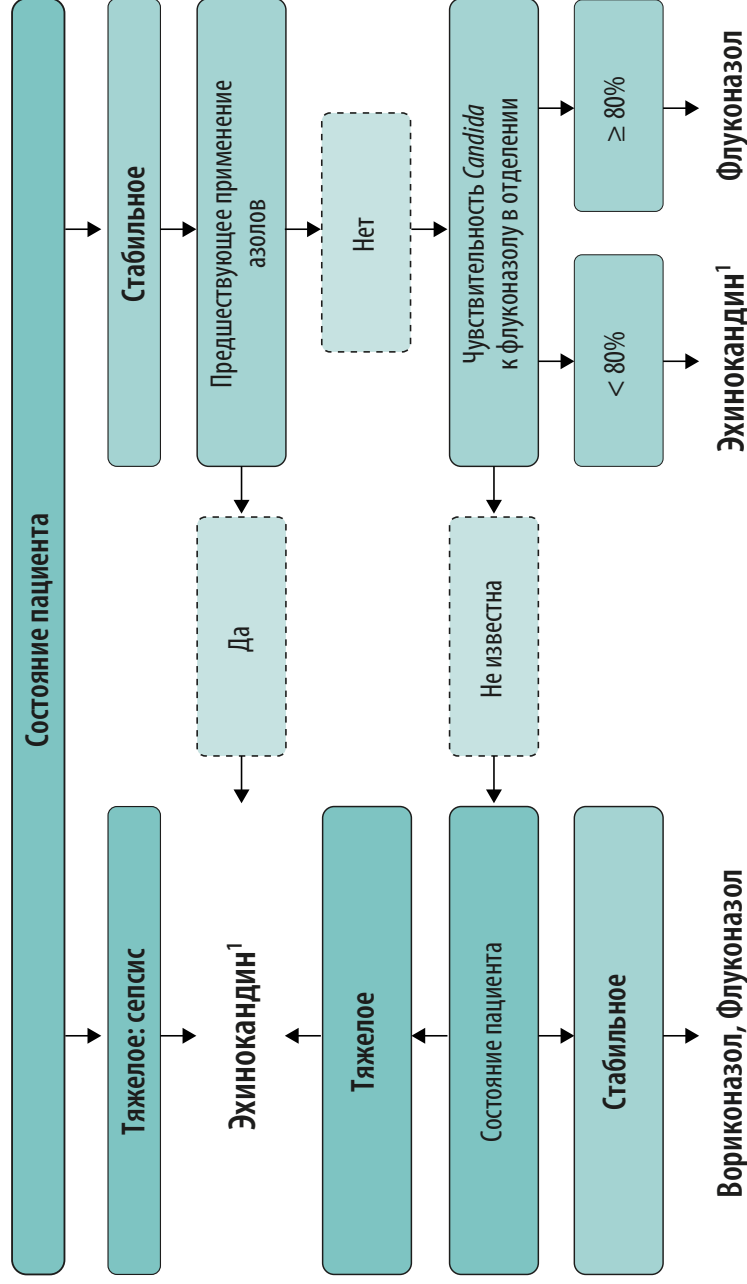 Состояние пациента
Тяжелое: сепсис
Стабильное
Эхинокандин¹
Да
Предшествующее применение
азолов
Тяжелое
Нет
Состояние пациента
Не известна
Чувствительность Candida
к флуконазолу в отделении
Стабильное
< 80%
≥ 80%
Вориконазол, Флуконазол
Эхинокандин¹
Флуконазол